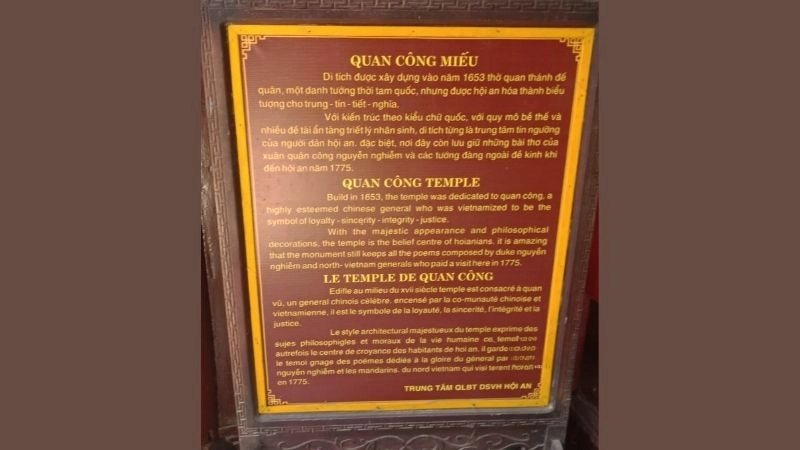 QUAN CÔNG MIẾU
Di tích được xây dựng vào năm 1653 thờ quan thánh đế
quân, một danh tướng thời tam quốc, nhưng được hội an hóa thành biểu
tượng cho trung - tín - tiết - nghĩa.
Với kiến trúc theo kiểu chữ quốc, với quy mô bề thế và
nhiều đề tài ẩn tàng triết lý nhân sinh, di tích từng là trung tâm tín ngưỡng
của người dân hội an. đặc biệt, nơi đây còn lưu giữ những bài thơ của
xuân quân công nguyễn nghiễm và các tướng đàng ngoài đề kính khi
đến hội an năm 1775.
QUAN CÔNG TEMPLE
Build in 1653, the temple was dedicated to quan công, a
highly esteemed chinese general who was vietnamized to be the
symbol of loyalty - sincerity - integrity - justice.
With the majestic appearance and philosophical
decorations, the temple is the belief centre of hoianians. it is amazing
that the monument still keeps all the poems composed by duke nguyễn
nghiễm and north- vietnam generals who paid a visit here in 1775.
LE TEMPLE DE QUAN CÔNG
Edifie au milieu du xvii siècle temple est consacré à quan
vũ, un general chinois célèbre. encensé par la co-munauté chinoise et
vietnamienne, il est le symbole de la loyauté, la sincerité, l'intégrité et la
justice.
Le style architectural majestueux du temple exprime des
sujes philosophigles et moraux de la vie humaine ce,
autrefois le centre de croyance des habitants de hoi an. il garde
le temoi gnage des poèmes dédiés à la gloire du général par
nguyễn nghiễm et les mandarins. du nord vietnam qui visi terent
en 1775.
TRUNG TÂM QLBT DSVH HỘI AN